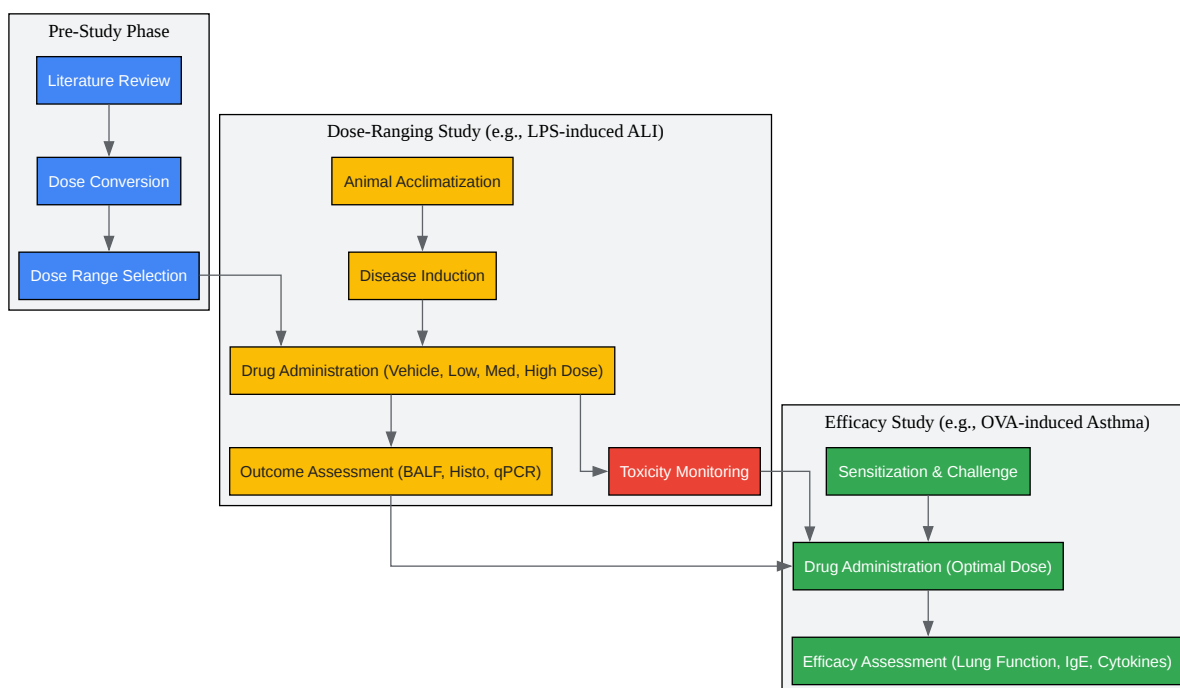 Pre-Study Phase
Literature Review
Dose Conversion
Dose Range Selection
Dose-Ranging Study (e.g., LPS-induced ALI)
Animal Acclimatization
Disease Induction
Drug Administration (Vehicle, Low, Med, High Dose)
Outcome Assessment (BALF, Histo, qPCR)
Toxicity Monitoring
Efficacy Study (e.g., OVA-induced Asthma)
Sensitization & Challenge
Drug Administration (Optimal Dose)
Efficacy Assessment (Lung Function, IgE, Cytokines)